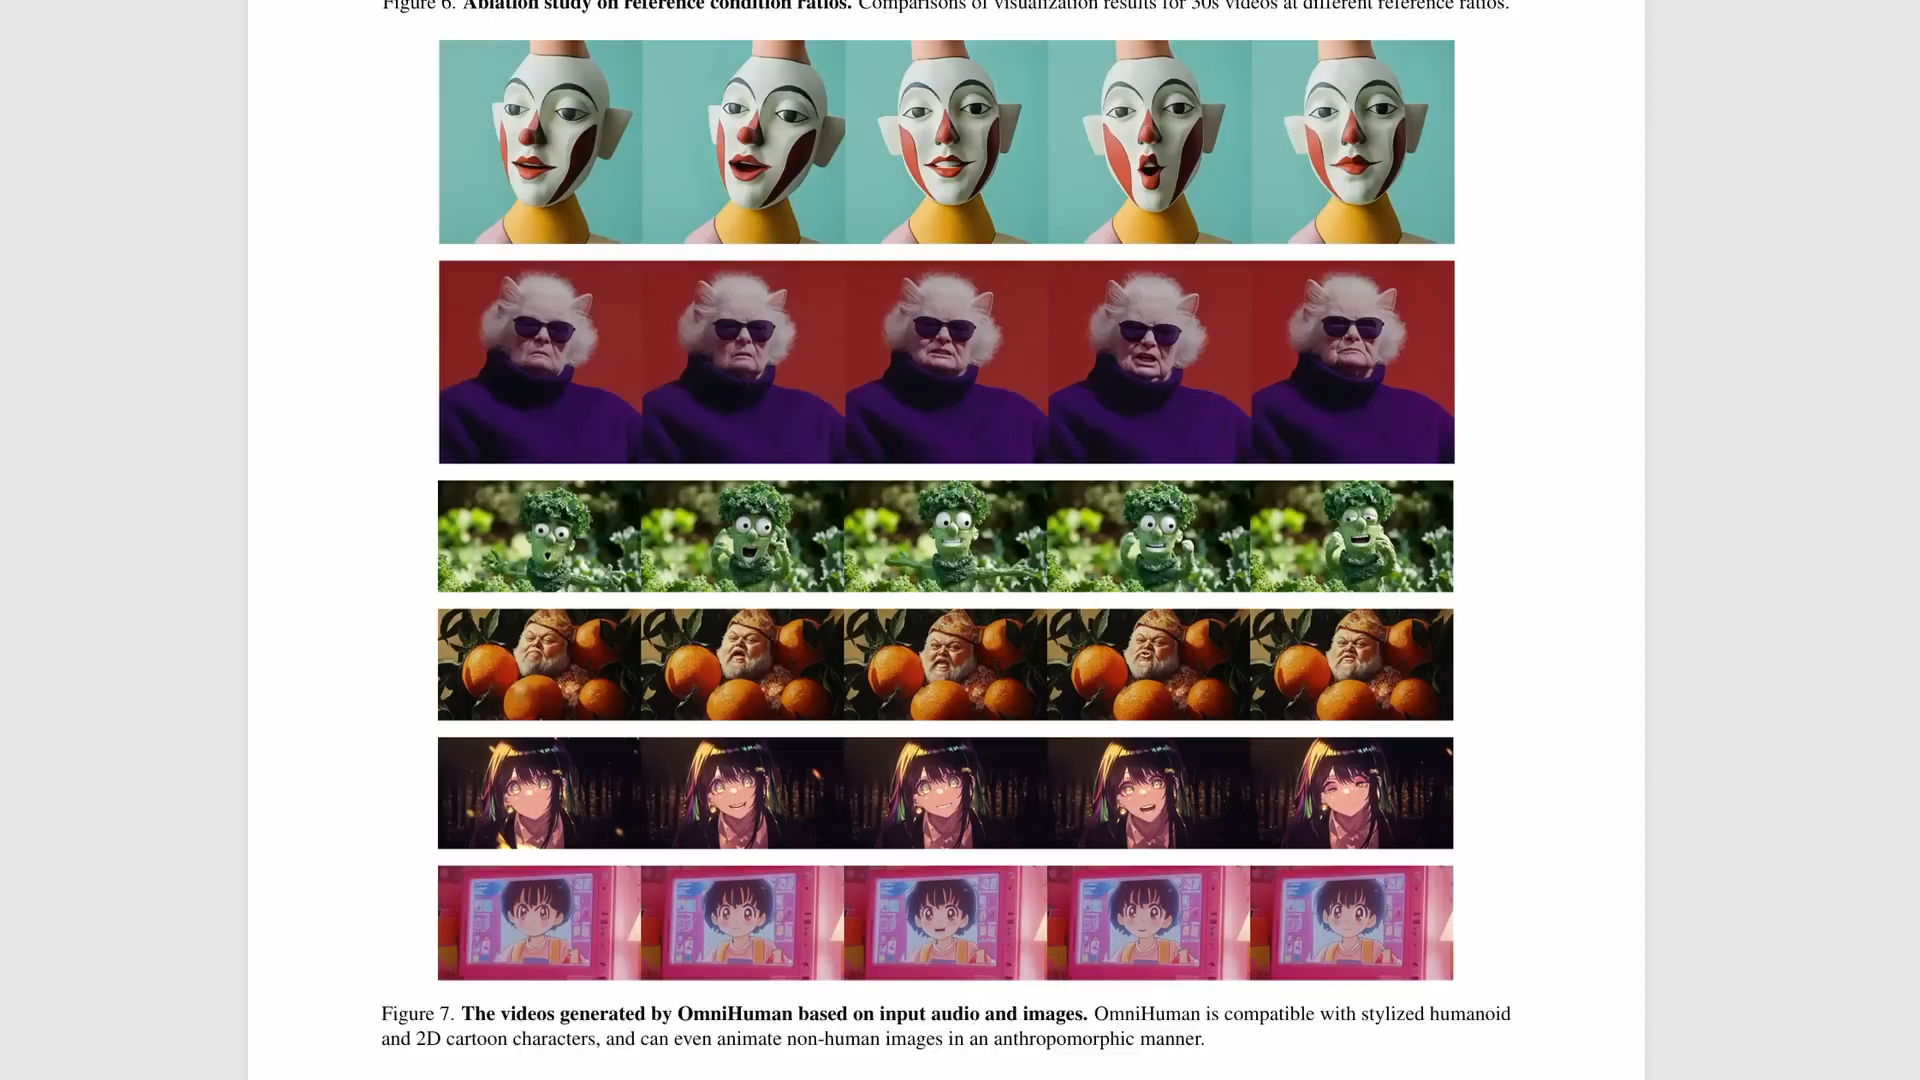 Figure 6. Ablation study on reference condition ratios. Comparisons of visualization results for 30s videos at different reference ratios.
Figure 7. The videos generated by OmniHuman based on input audio and images. OmniHuman is compatible with stylized humanoid
and 2D cartoon characters, and can even animate non-human images in an anthropomorphic manner.